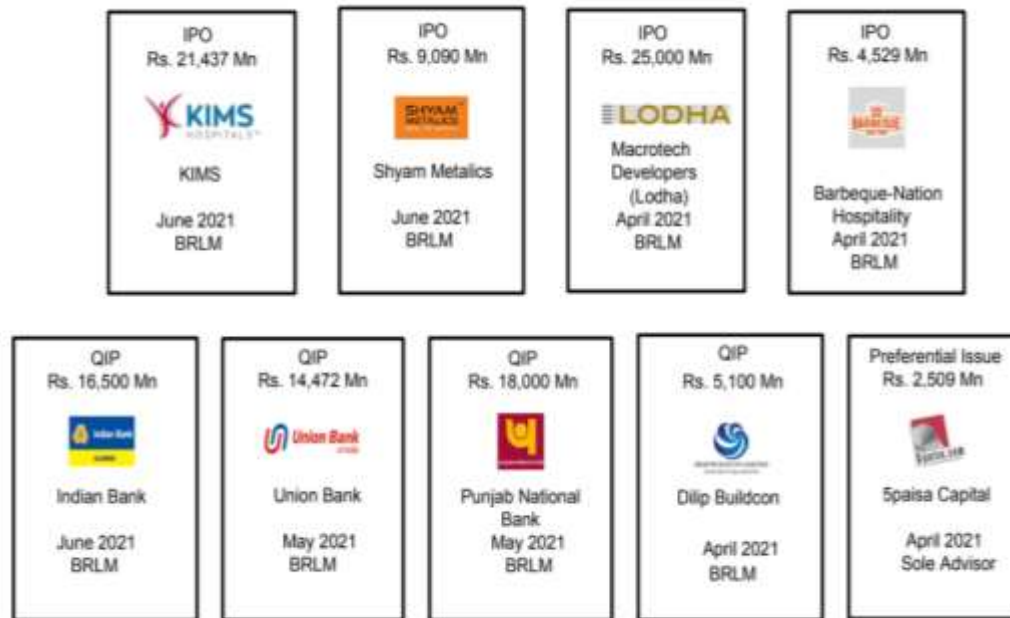 IPO
Rs. 21,437 Mn
KIMS
HOSPITALS
KIMS
June 2021
BRLM
IPO
Rs. 9,090 Mn
SHYAM
METALICS
Shyam Metalics
June 2021
BRLM
IPO
Rs. 25,000 Mn
LODHA
Macrotech
Developers
(Lodha)
April 2021
BRLM
IPO
Rs. 4,529 Mn
BARBEQUE
Barbeque-Nation
Hospitality
April 2021
BRLM
QIP
Rs. 16,500 Mn
Indian Bank
Indian Bank
June 2021
BRLM
QIP
Rs. 14,472 Mn
Union Bank
Union Bank
May 2021
BRLM
QIP
Rs. 18,000 Mn
Punjab National
Bank
May 2021
BRLM
QIP
Rs. 5,100 Mn
Dilip Buildcon
April 2021
BRLM
Preferential Issue
Rs. 2,509 Mn
5paisa.com
5paisa Capital
April 2021
Sole Advisor